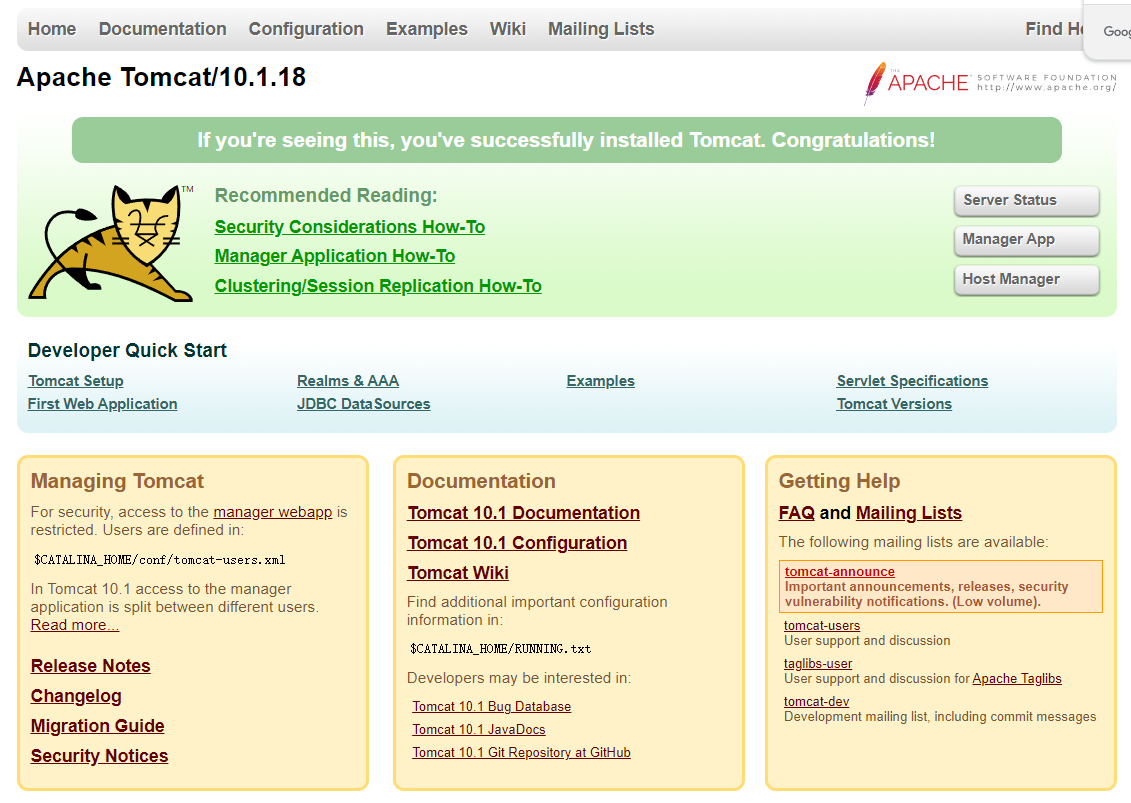 Home Documentation Configuration Examples Wiki Mailing Lists Find
Apache Tomcat/10.1.18
THE APACHE® SOFTWARE FOUNDATION
http://www.apache.org/
If you're seeing this, you've successfully installed Tomcat. Congratulations!
TM
Recommended Reading:
Security Considerations How-To
Manager Application How-To
Clustering/Session Replication How-To
Server Status
Manager App
Host Manager
Developer Quick Start
Tomcat Setup
First Web Application
Realms & AAA
JDBC DataSources
Examples
Servlet Specifications
Tomcat Versions
Managing Tomcat
For security, access to the manager webapp is
restricted. Users are defined in:
$CATALINA_HOME/conf/tomcat-users.xml
In Tomcat 10.1 access to the manager
application is split between different users.
Read more...
Release Notes
Changelog
Migration Guide
Security Notices
Documentation
Tomcat 10.1 Documentation
Tomcat 10.1 Configuration
Tomcat Wiki
Find additional important configuration
information in:
$CATALINA_HOME/RUNNING.txt
Developers may be interested in:
Tomcat 10.1 Bug Database
Tomcat 10.1 JavaDocs
Tomcat 10.1 Git Repository at GitHub
Getting Help
FAQ and Mailing Lists
The following mailing lists are available:
tomcat-announce
Important announcements, releases, security
vulnerability notifications. (Low volume).
tomcat-users
User support and discussion
taglibs-user
User support and discussion for Apache Taglibs
tomcat-dev
Development mailing list, including commit messages